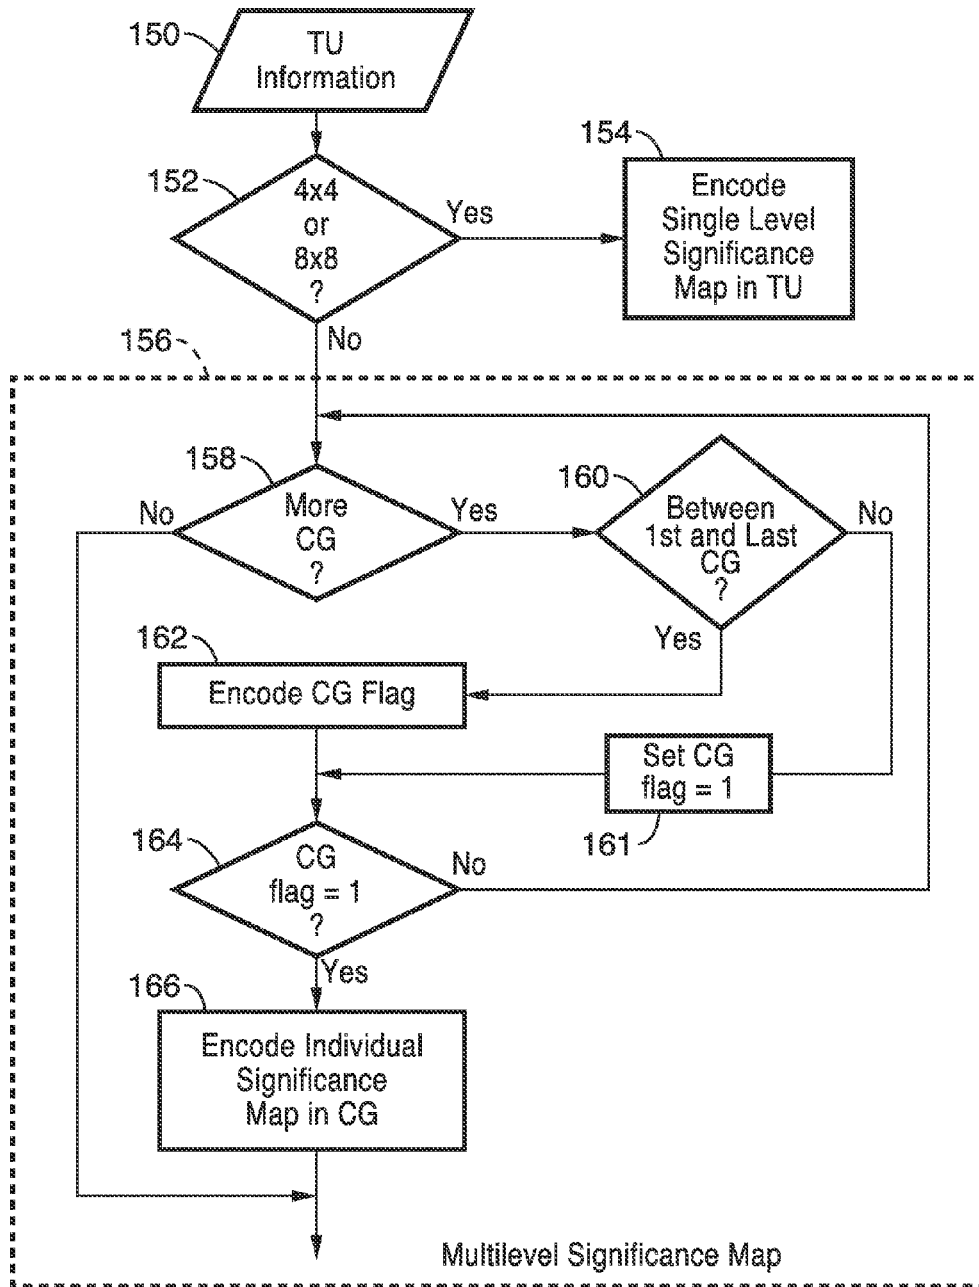 150
TU
Information
152
4x4
or
8x8
?
Yes
No
154
Encode
Single Level
Significance
Map in TU
156
158
More
CG
?
No
Yes
160
Between
1st and Last
CG
?
No
Yes
162
Encode CG Flag
Set CG
flag = 1
161
164
CG
flag = 1
?
No
Yes
166
Encode Individual
Significance
Map in CG
Multilevel Significance Map